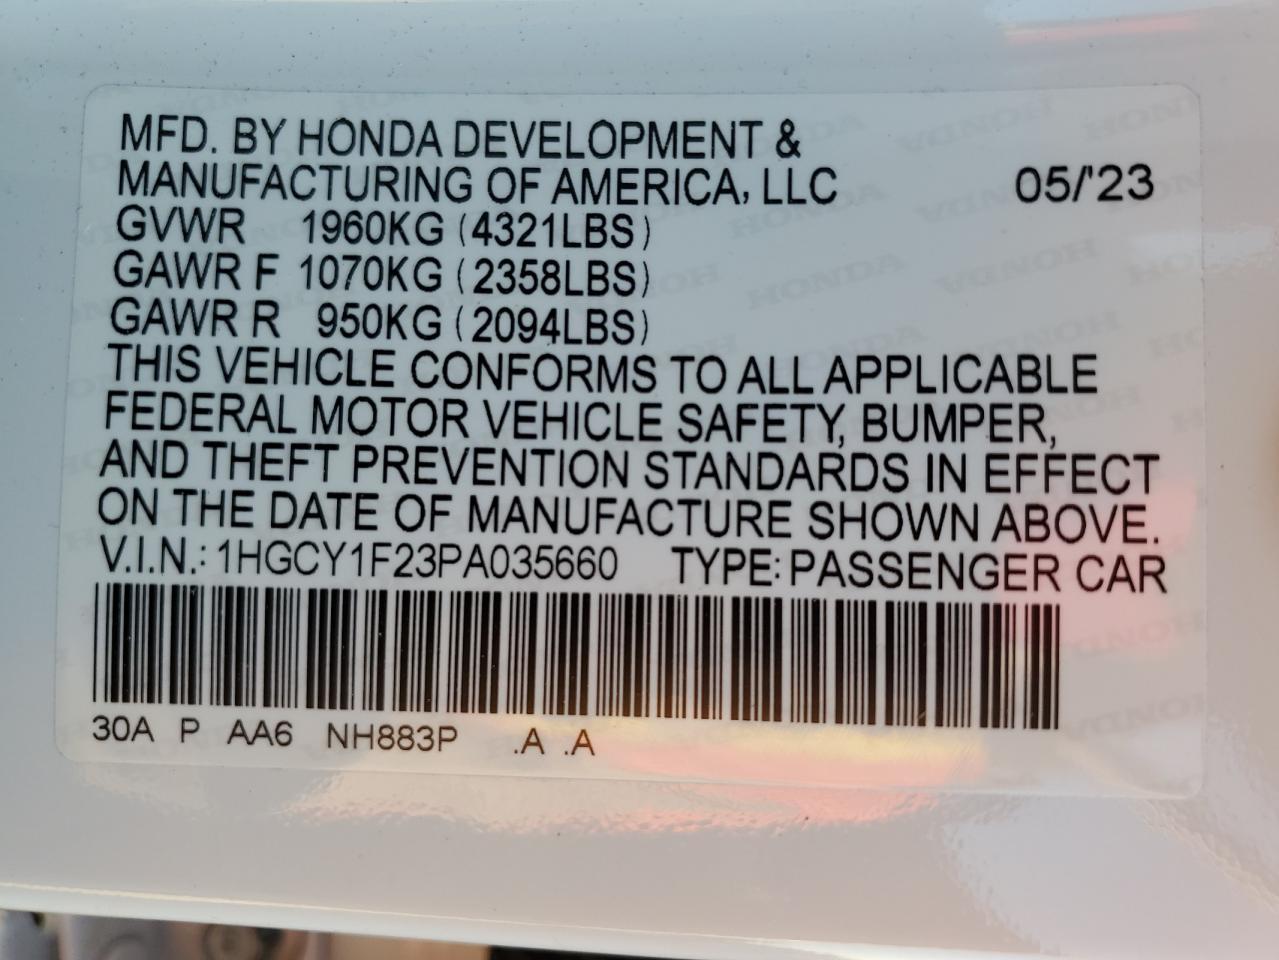 MFD. BY HONDA DEVELOPMENT &
MANUFACTURING OF AMERICA, LLC 05/'23
GVWR 1960KG (4321LBS)
GAWR F 1070KG (2358LBS)
GAWR R 950KG (2094LBS)
THIS VEHICLE CONFORMS TO ALL APPLICABLE
FEDERAL MOTOR VEHICLE SAFETY, BUMPER,
AND THEFT PREVENTION STANDARDS IN EFFECT
ON THE DATE OF MANUFACTURE SHOWN ABOVE.
V.I.N.: 1HGCY1F23PA035660 TYPE: PASSENGER CAR
30A P AA6 NH883P .A .A